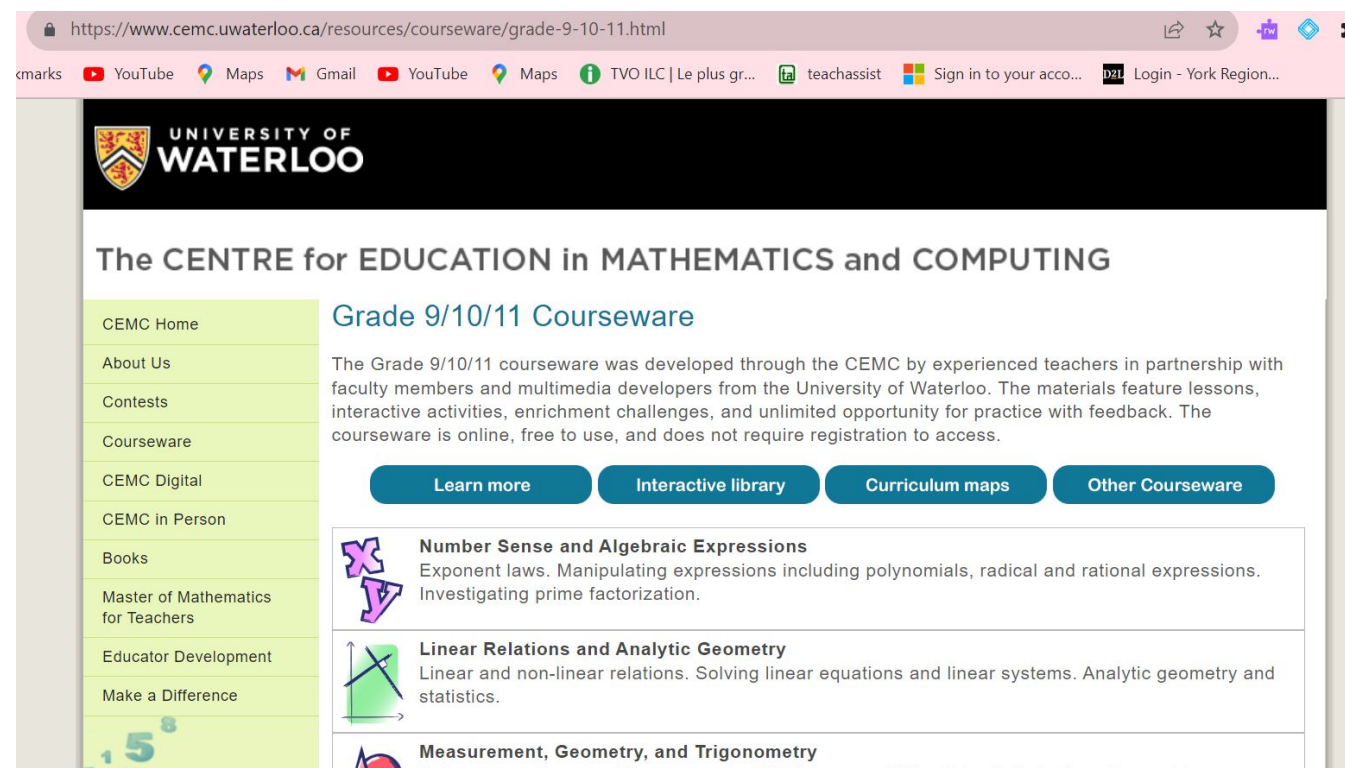 https://www.cemc.uwaterloo.ca/resources/courseware/grade-9-10-11.html
rw
kmarks YouTube Maps Gmail YouTube Maps TVO ILC | Le plus gr... ta teachassist Sign in to your acco... D2L Login - York Region...
UNIVERSITY OF
WATERLOO
The CENTRE for EDUCATION in MATHEMATICS and COMPUTING
CEMC Home
About Us
Contests
Courseware
CEMC Digital
CEMC in Person
Books
Master of Mathematics
for Teachers
Educator Development
Make a Difference
1 5 8
Grade 9/10/11 Courseware
The Grade 9/10/11 courseware was developed through the CEMC by experienced teachers in partnership with
faculty members and multimedia developers from the University of Waterloo. The materials feature lessons,
interactive activities, enrichment challenges, and unlimited opportunity for practice with feedback. The
courseware is online, free to use, and does not require registration to access.
Learn more Interactive library Curriculum maps Other Courseware
x y
Number Sense and Algebraic Expressions
Exponent laws. Manipulating expressions including polynomials, radical and rational expressions.
Investigating prime factorization.
Linear Relations and Analytic Geometry
Linear and non-linear relations. Solving linear equations and linear systems. Analytic geometry and
statistics.
Measurement, Geometry, and Trigonometry